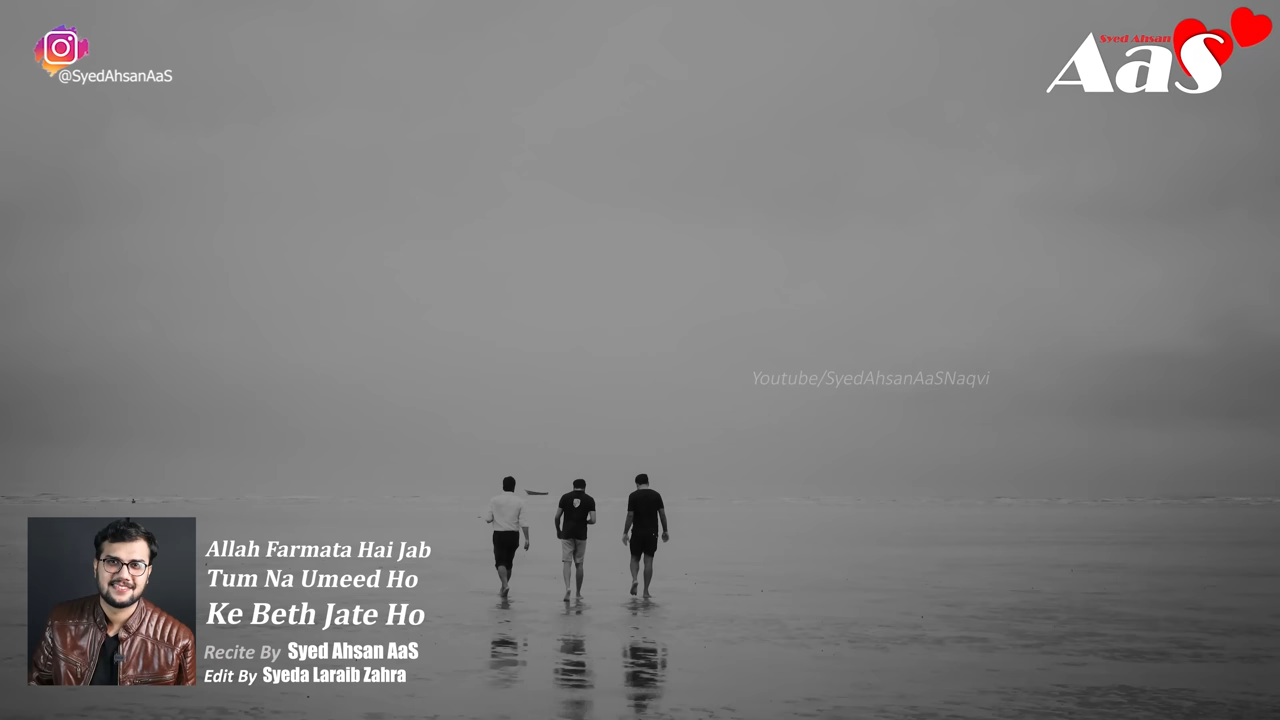 @SyedAhsanAaS
Syed Ahsan
AaS
Youtube/SyedAhsanAaSNaqvi
Allah Farmata Hai Jab
Tum Na Umeed Ho
Ke Beth Jate Ho
Recite By Syed Ahsan AaS
Edit By Syeda Laraib Zahra